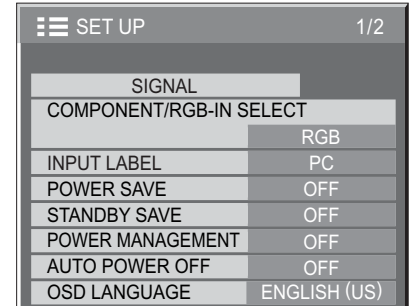 SET UP 1/2
SIGNAL
COMPONENT/RGB-IN SELECT
RGB
INPUT LABEL PC
POWER SAVE OFF
STANDBY SAVE OFF
POWER MANAGEMENT OFF
AUTO POWER OFF OFF
OSD LANGUAGE ENGLISH (US)